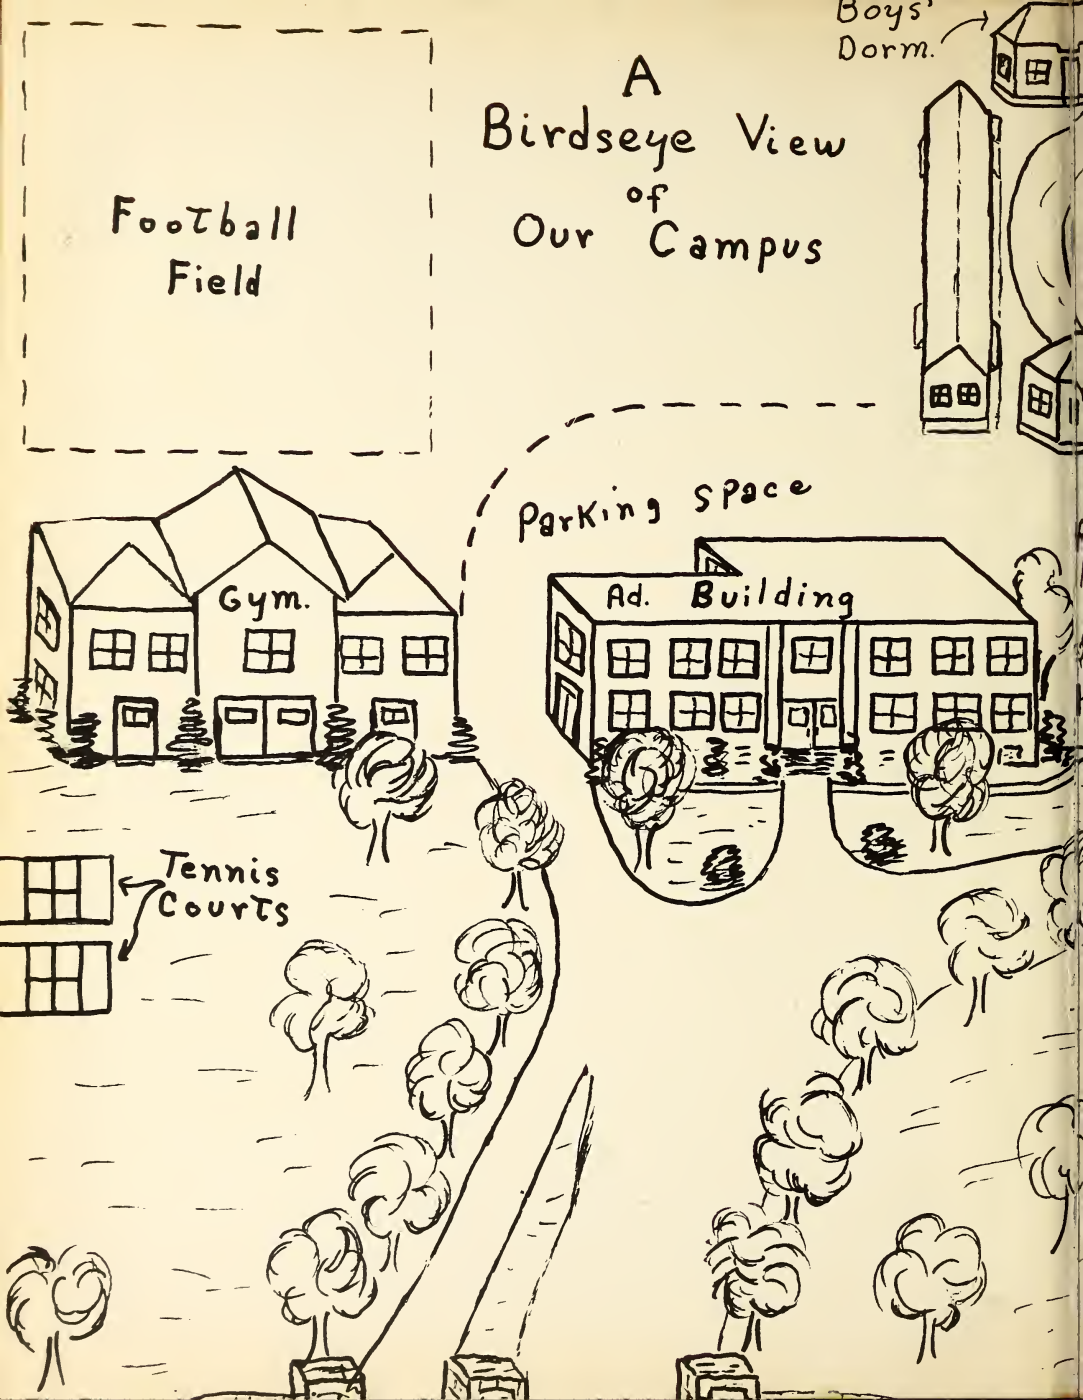 Boys'
Dorm.
A
Birdseye View
of
Our Campus
Football
Field
Parking space
Gym.
Ad. Building
Tennis
Courts